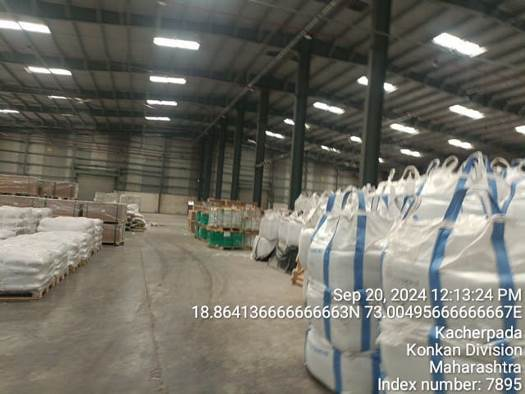 Sep 20, 2024 12:13:24 PM
18.864136666666663N 73.00495666666667E
Kacherpada
Konkan Division
Maharashtra
Index number: 7895